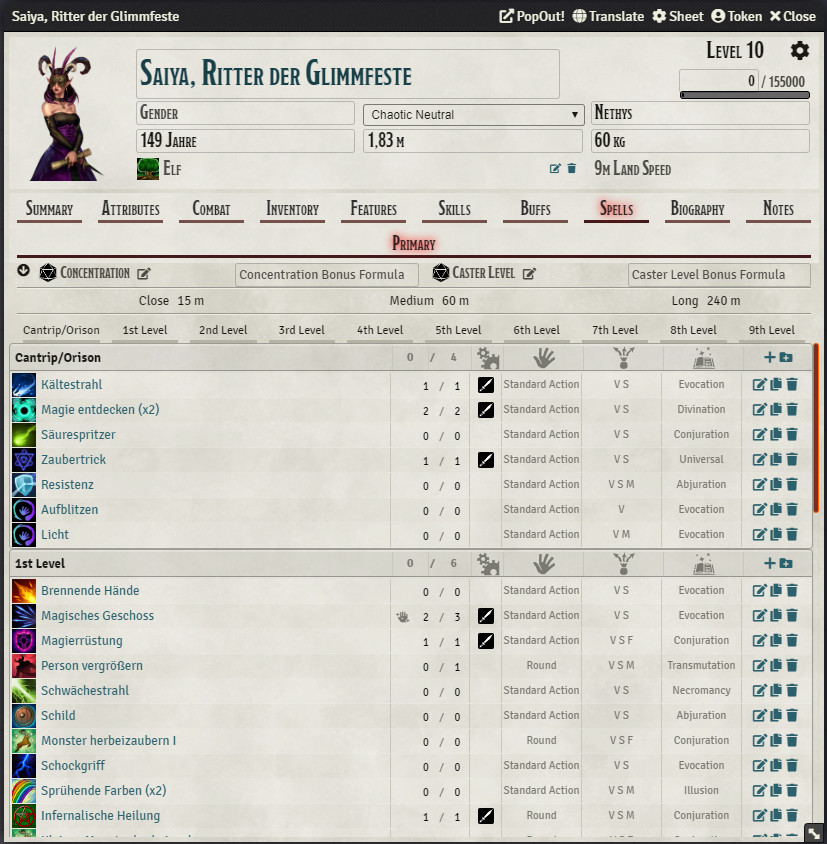 Saiya, Ritter der Glimmfeste PopOut! Translate Sheet Token Close
Level 10
Saiya, Ritter der Glimmfeste
0 / 155000
Gender Chaotic Neutral Nethys
149 Jahre 1,83 m 60 kg
Elf 9m Land Speed
Summary Attributes Combat Inventory Features Skills Buffs Spells Biography Notes
Primary
Concentration Concentration Bonus Formula Caster Level Caster Level Bonus Formula
Close 15 m Medium 60 m Long 240 m
Cantrip/Orison 1st Level 2nd Level 3rd Level 4th Level 5th Level 6th Level 7th Level 8th Level 9th Level
Cantrip/Orison 0 / 4
Kältestrahl 1 / 1 Standard Action V S Evocation
Magie entdecken (x2) 2 / 2 Standard Action V S Divination
Säurespritzer 0 / 0 Standard Action V S Conjuration
Zaubertrick 1 / 1 Standard Action V S Universal
Resistenz 0 / 0 Standard Action V S M Abjuration
Aufblitzen 0 / 0 Standard Action V Evocation
Licht 0 / 0 Standard Action V M Evocation
1st Level 0 / 6
Brennende Hände 0 / 0 Standard Action V S Evocation
Magisches Geschoss 2 / 3 Standard Action V S Evocation
Magierrüstung 1 / 1 Standard Action V S F Conjuration
Person vergrößern 0 / 1 Round V S M Transmutation
Schwächestrahl 0 / 0 Standard Action V S Necromancy
Schild 0 / 0 Standard Action V S Abjuration
Monster herbeizaubern I 0 / 0 Round V S F Conjuration
Schockgriff 0 / 0 Standard Action V S Evocation
Sprühende Farben (x2) 0 / 0 Standard Action V S M Illusion
Infernalische Heilung 1 / 1 Round V S M Conjuration